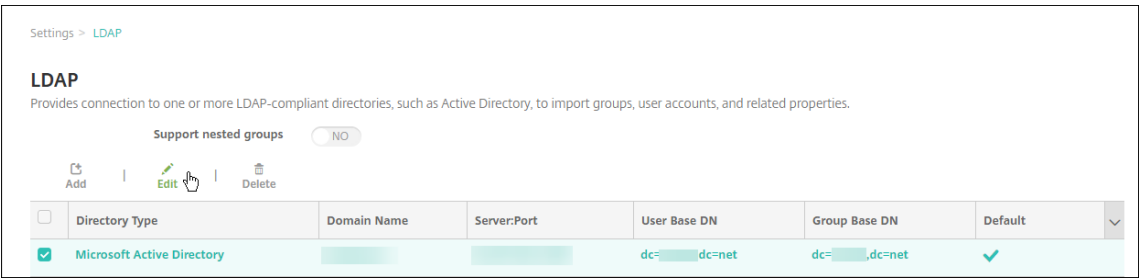 Settings > LDAP
LDAP
Provides connection to one or more LDAP-compliant directories, such as Active Directory, to import groups, user accounts, and related properties.
Support nested groups NO
Add | Edit | Delete
Directory Type Domain Name Server:Port User Base DN Group Base DN Default
Microsoft Active Directory dc= dc=net dc= ,dc=net